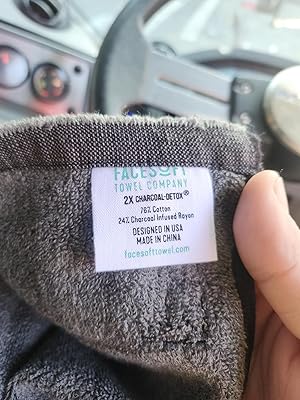 FACESOFT
TOWEL COMPANY
2X CHARCOAL-DETOX®
76% Cotton
24% Charcoal Infused Rayon
DESIGNED IN USA
MADE IN CHINA
facesofttowel.com